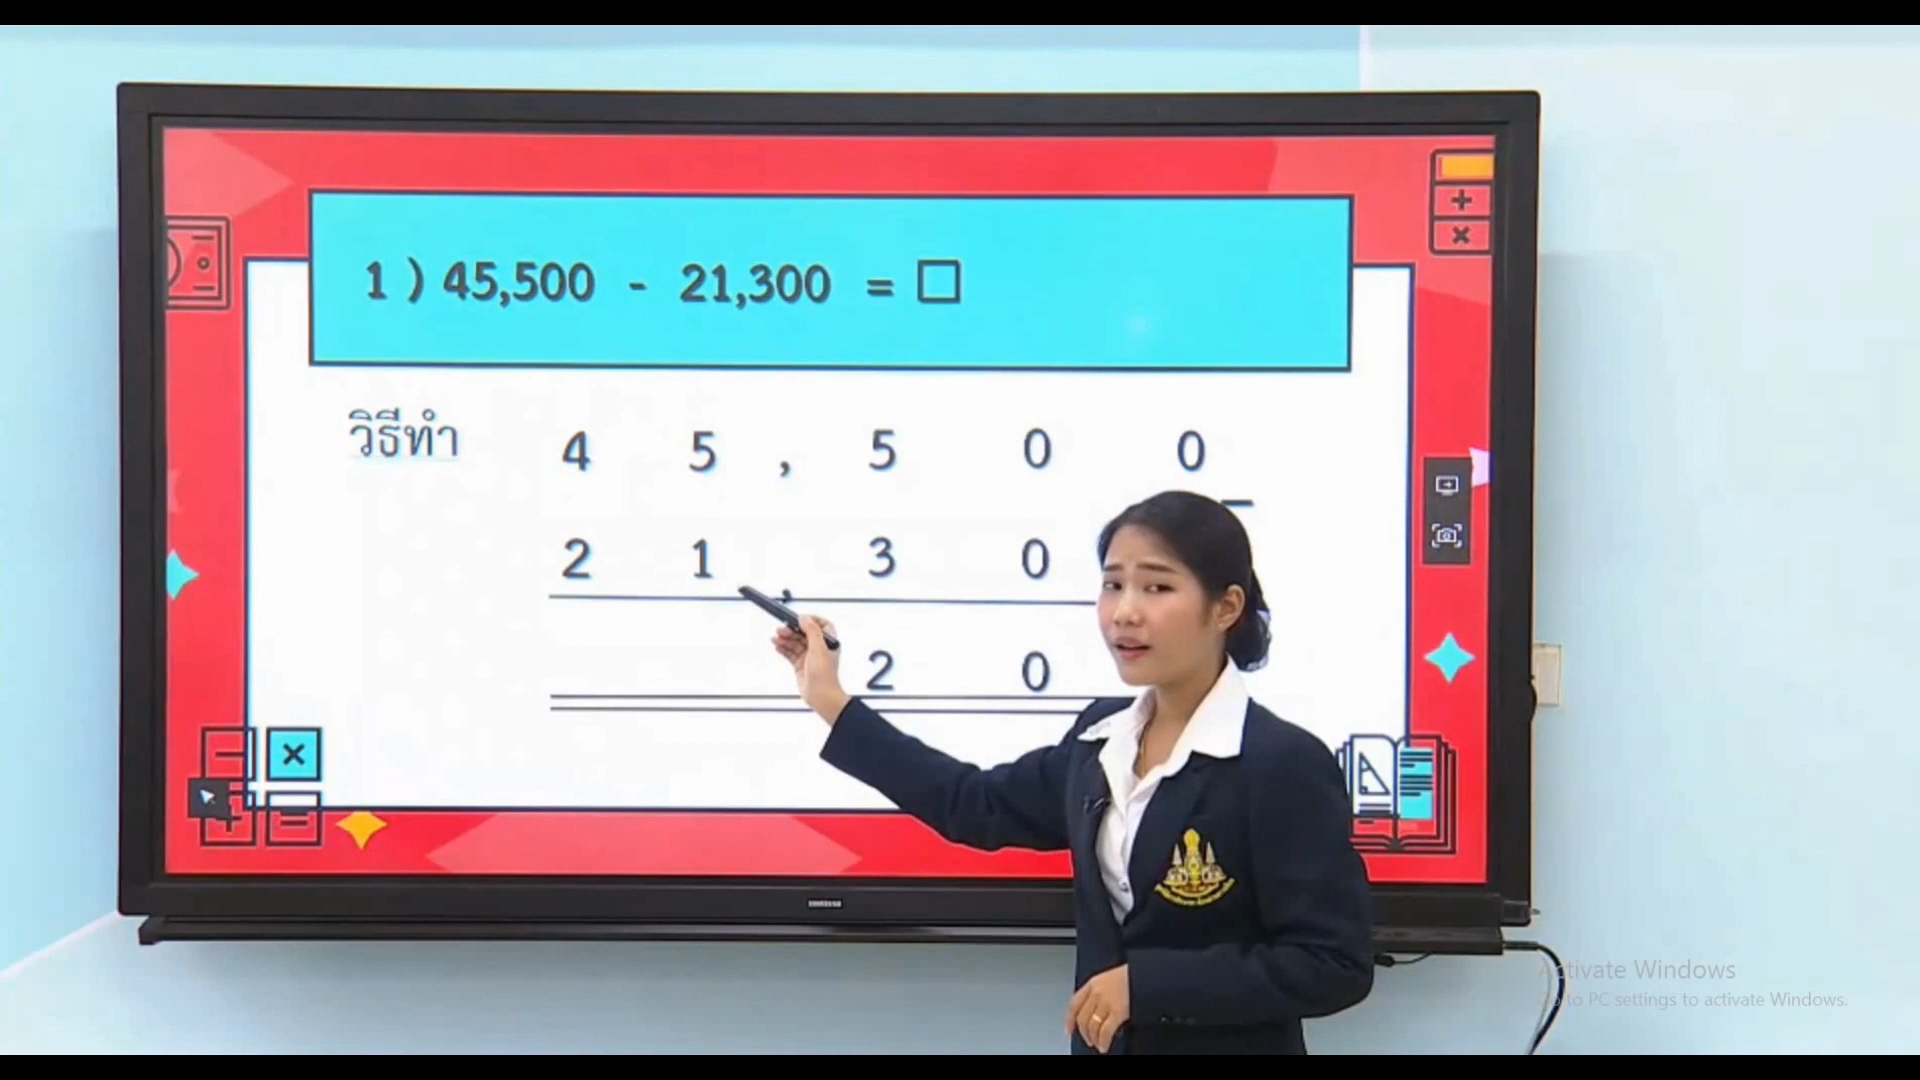 1 ) 45,500 - 21,300 = □
วิธีทำ 4 5 , 5 0 0
−
2 1 , 3 0
2 0
SAMSUNG
Activate Windows
Go to PC settings to activate Windows.